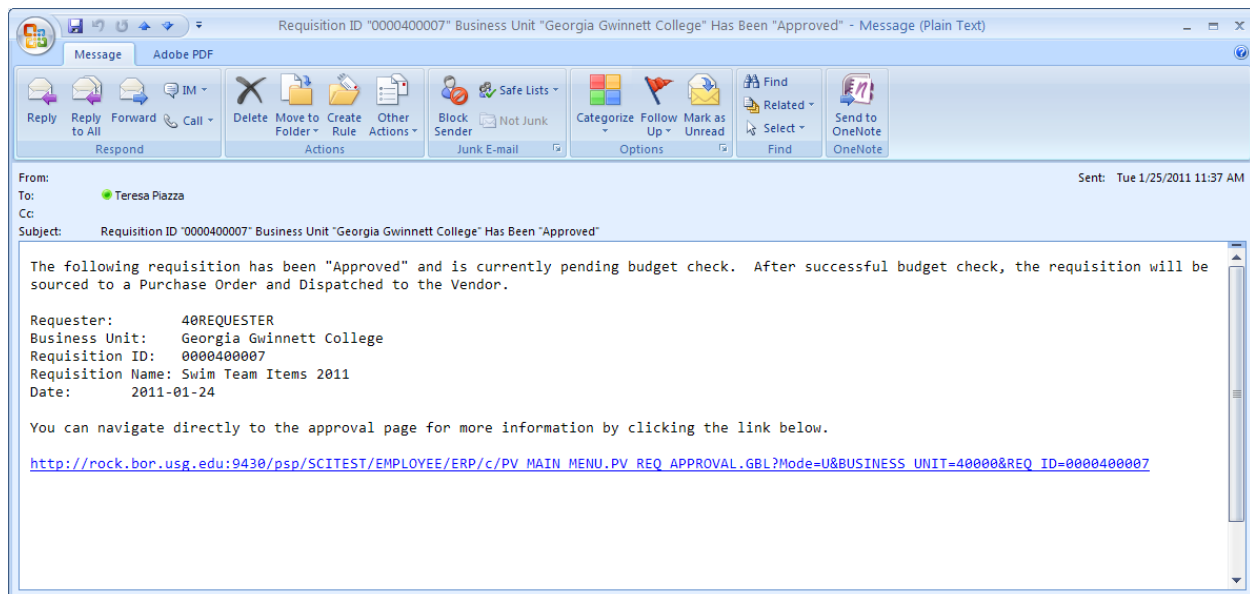 Requisition ID "0000400007" Business Unit "Georgia Gwinnett College" Has Been "Approved" - Message (Plain Text)
Message Adobe PDF
Reply Reply to All Forward IM Call
Respond
Delete Move to Folder Create Rule Other Actions
Actions
Block Sender Safe Lists Not Junk
Junk E-mail
Categorize Follow Up Mark as Unread
Options
Find Related Select
Find
Send to OneNote
OneNote
From:
Sent: Tue 1/25/2011 11:37 AM
To: Teresa Piazza
Cc:
Subject: Requisition ID "0000400007" Business Unit "Georgia Gwinnett College" Has Been "Approved"
The following requisition has been "Approved" and is currently pending budget check. After successful budget check, the requisition will be
sourced to a Purchase Order and Dispatched to the Vendor.
Requester: 40REQUESTER
Business Unit: Georgia Gwinnett College
Requisition ID: 0000400007
Requisition Name: Swim Team Items 2011
Date: 2011-01-24
You can navigate directly to the approval page for more information by clicking the link below.
http://rock.bor.usg.edu:9430/psp/SCITEST/EMPLOYEE/ERP/c/PV_MAIN_MENU.PV_REQ_APPROVAL.GBL?Mode=U&BUSINESS_UNIT=40000&REQ_ID=0000400007